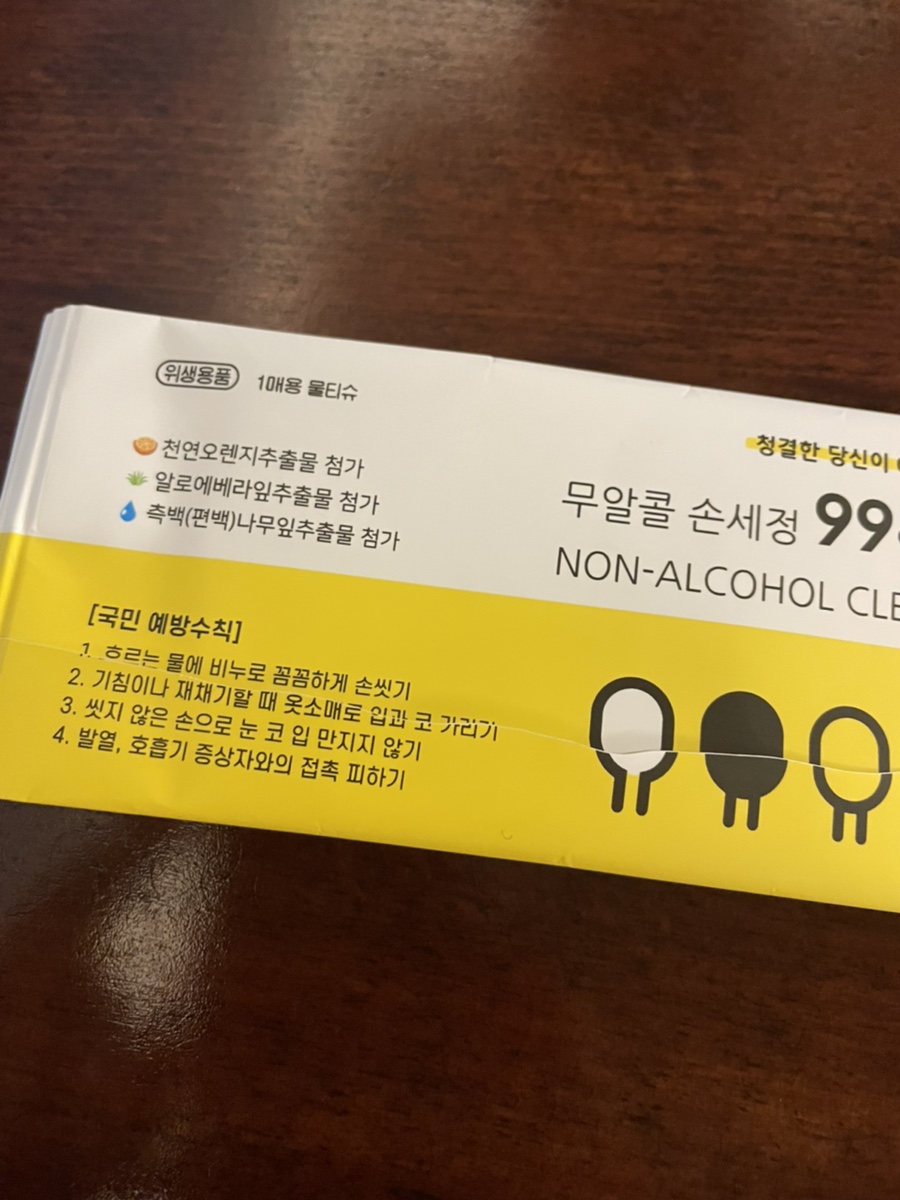 위생용품 1매용 물티슈
천연오렌지추출물 첨가
알로에베라잎추출물 첨가
측백(편백)나무잎추출물 첨가
[국민 예방수칙]
1. 흐르는 물에 비누로 꼼꼼하게 손씻기
2. 기침이나 재채기할 때 옷소매로 입과 코 가리기
3. 씻지 않은 손으로 눈 코 입 만지지 않기
4. 발열, 호흡기 증상자와의 접촉 피하기
청결한 당신이
무알콜 손세정 99
NON-ALCOHOL CLE